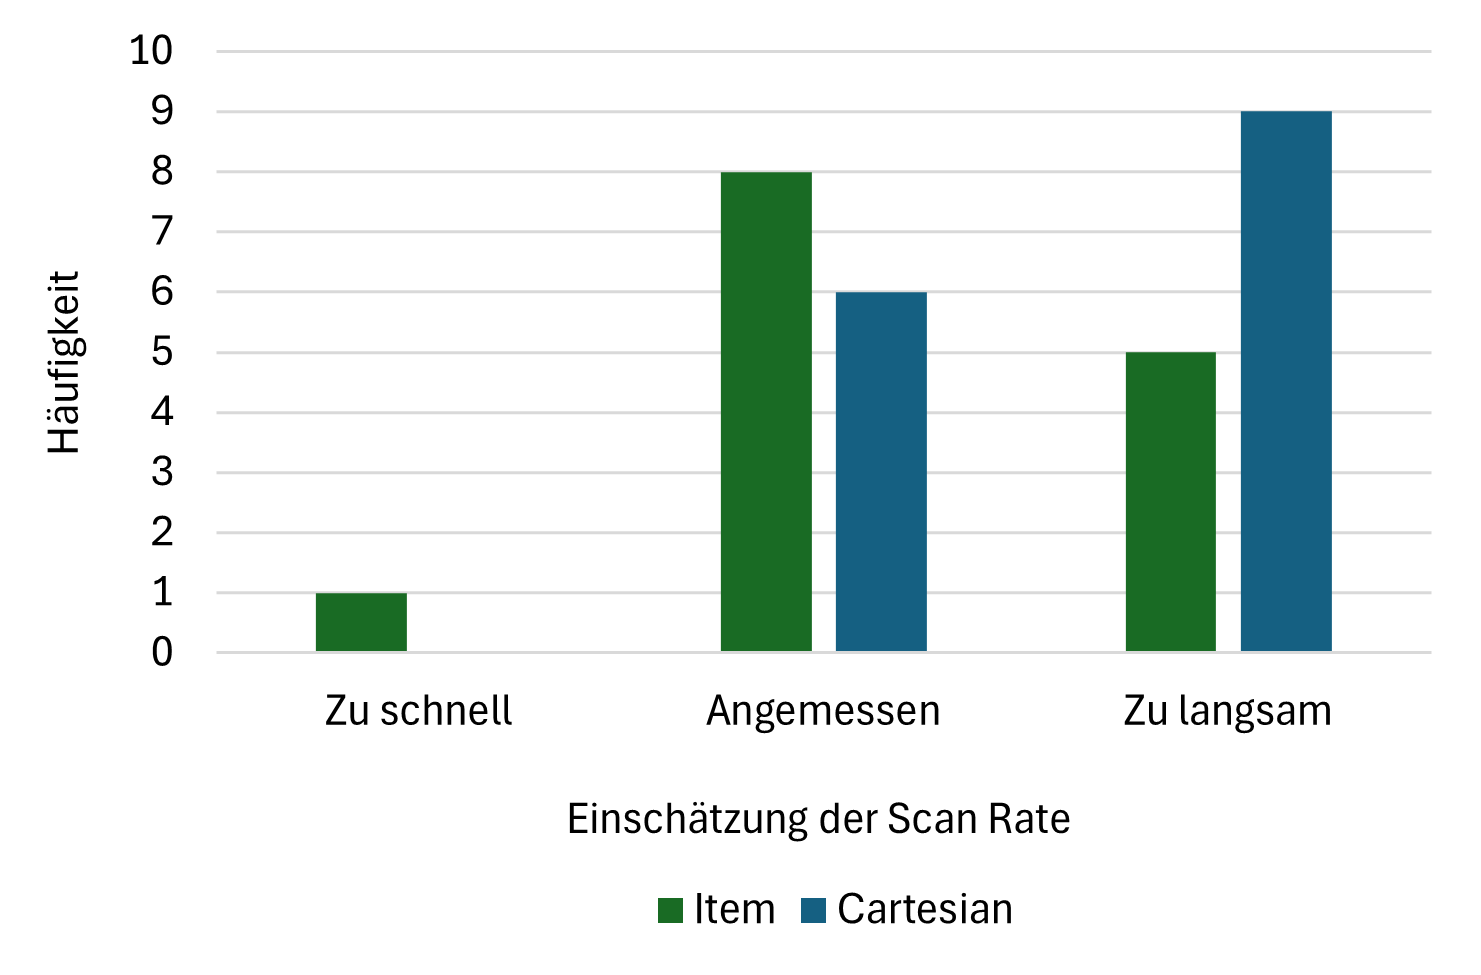 10
9
8
7
6
5
4
3
2
1
0
Häufigkeit
Zu schnell
Angemessen
Zu langsam
Einschätzung der Scan Rate
Item
Cartesian